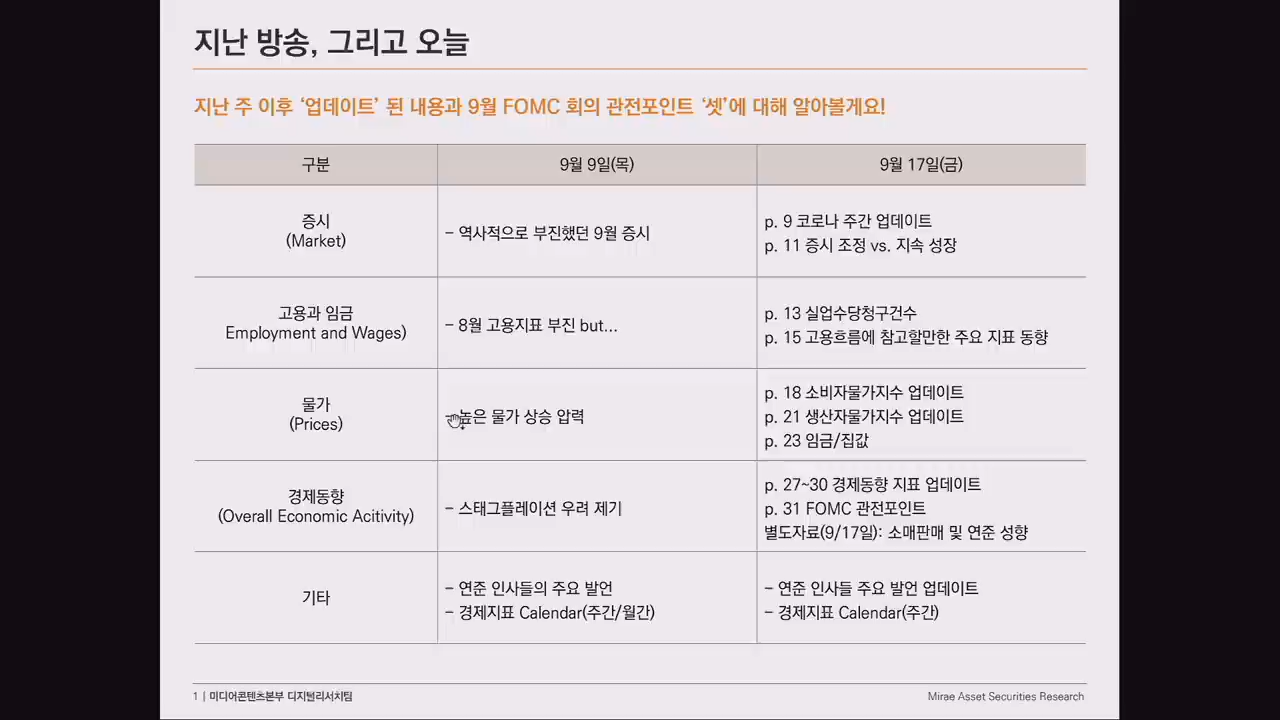 지난 방송, 그리고 오늘
지난 주 이후 ‘업데이트’ 된 내용과 9월 FOMC 회의 관전포인트 ‘셋’에 대해 알아볼게요!
구분
9월 9일(목)
9월 17일(금)
증시
(Market)
- 역사적으로 부진했던 9월 증시
p. 9 코로나 주간 업데이트
p. 11 증시 조정 vs. 지속 성장
고용과 임금
Employment and Wages)
- 8월 고용지표 부진 but...
p. 13 실업수당청구건수
p. 15 고용흐름에 참고할만한 주요 지표 동향
물가
(Prices)
- 높은 물가 상승 압력
p. 18 소비자물가지수 업데이트
p. 21 생산자물가지수 업데이트
p. 23 임금/집값
경제동향
(Overall Economic Acitivity)
- 스태그플레이션 우려 제기
p. 27~30 경제동향 지표 업데이트
p. 31 FOMC 관전포인트
별도자료(9/17일): 소매판매 및 연준 성향
기타
- 연준 인사들의 주요 발언
- 경제지표 Calendar(주간/월간)
- 연준 인사들 주요 발언 업데이트
- 경제지표 Calendar(주간)
1 | 미디어콘텐츠본부 디지털리서치팀
Mirae Asset Securities Research